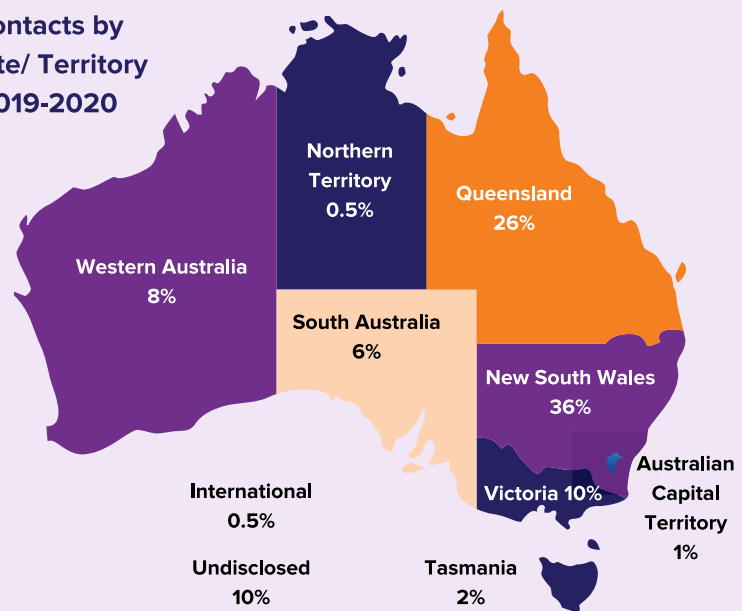 ontacts by
te/ Territory
019-2020
Northern
Territory
0.5%
Queensland
26%
Western Australia
8%
South Australia
6%
New South Wales
36%
Victoria 10%
Australian
Capital
Territory
1%
International
0.5%
Undisclosed
10%
Tasmania
2%